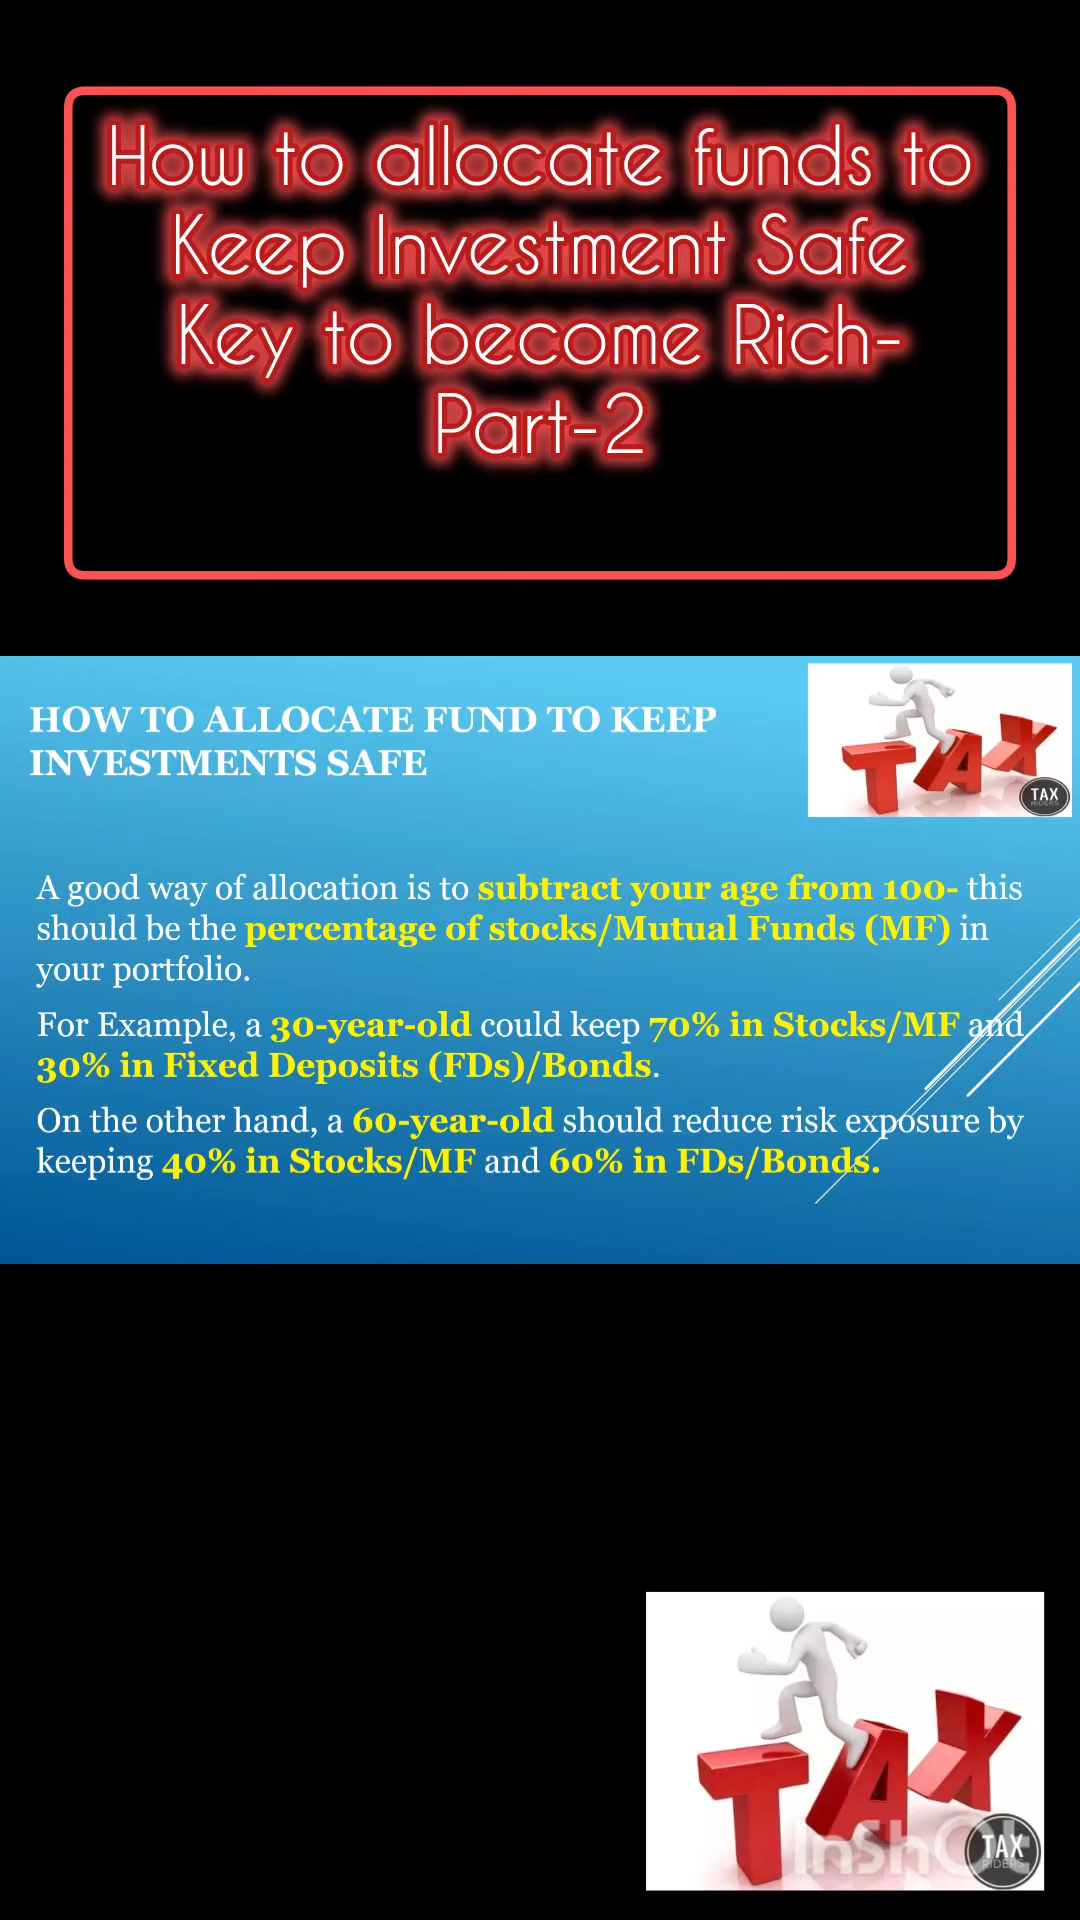 How to allocate funds to
Keep Investment Safe
Key to become Rich-
Part-2
HOW TO ALLOCATE FUND TO KEEP
INVESTMENTS SAFE
TAX
TAX
RIDERS
A good way of allocation is to subtract your age from 100- this
should be the percentage of stocks/Mutual Funds (MF) in
your portfolio.
For Example, a 30-year-old could keep 70% in Stocks/MF and
30% in Fixed Deposits (FDs)/Bonds.
On the other hand, a 60-year-old should reduce risk exposure by
keeping 40% in Stocks/MF and 60% in FDs/Bonds.
TAX
InShOt
TAX
RIDERS